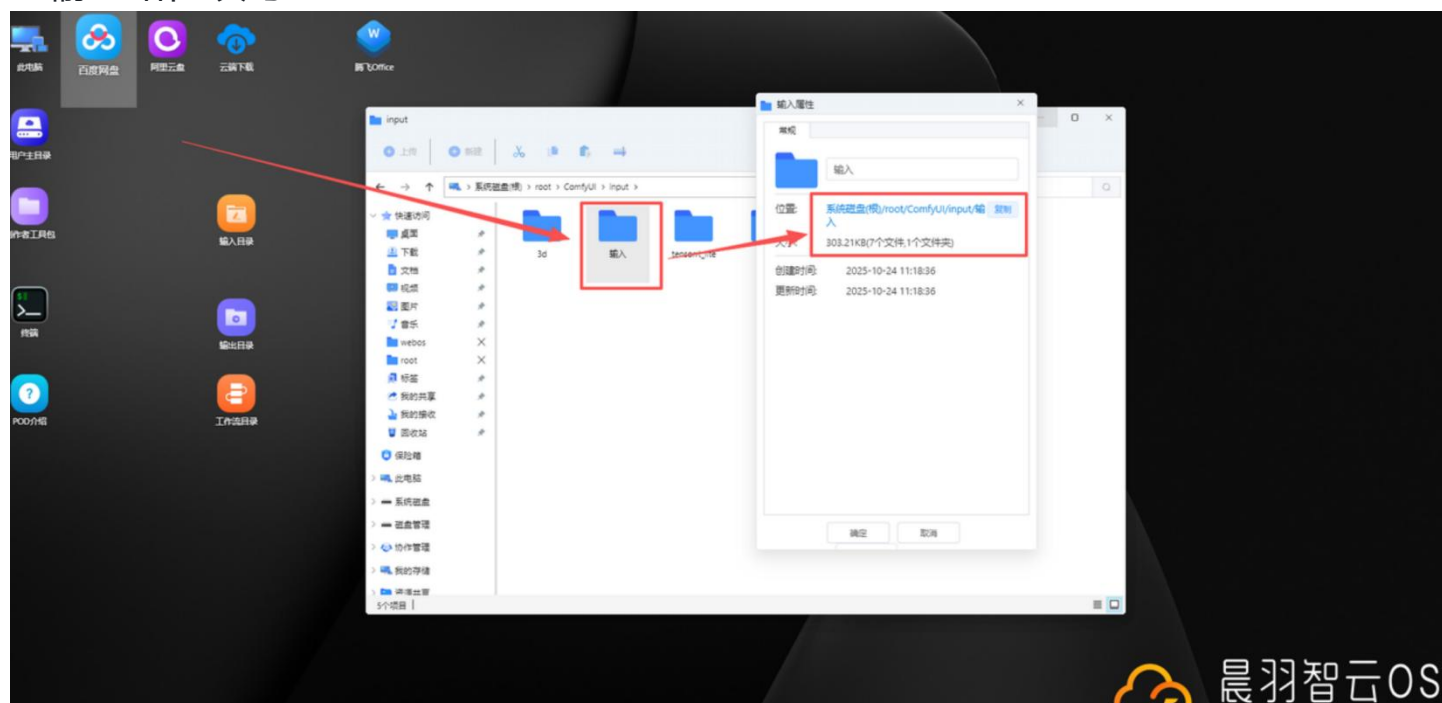 此电脑
百度网盘
阿里云盘
云端下载
W
腾飞Office
用户主目录
创作者工具包
输入目录
$ 8
终端
输出目录
?
POD介绍
工作流目录
input
上传
新建
系统磁盘(根) > root > ComfyUI > input >
快速访问
桌面
下载
文档
视频
图片
音乐
webos
root
标签
我的共享
我的接收
回收站
保险箱
此电脑
系统磁盘
磁盘管理
协作管理
我的存储
资源共享
5个项目
3d
输入
输入属性
常规
输入
位置:
系统磁盘(根)/root/ComfyUI/input/输入
复制
303.21KB(7个文件,1个文件夹)
创建时间: 2025-10-24 11:18:36
更新时间: 2025-10-24 11:18:36
确定
取消
晨羽智云OS